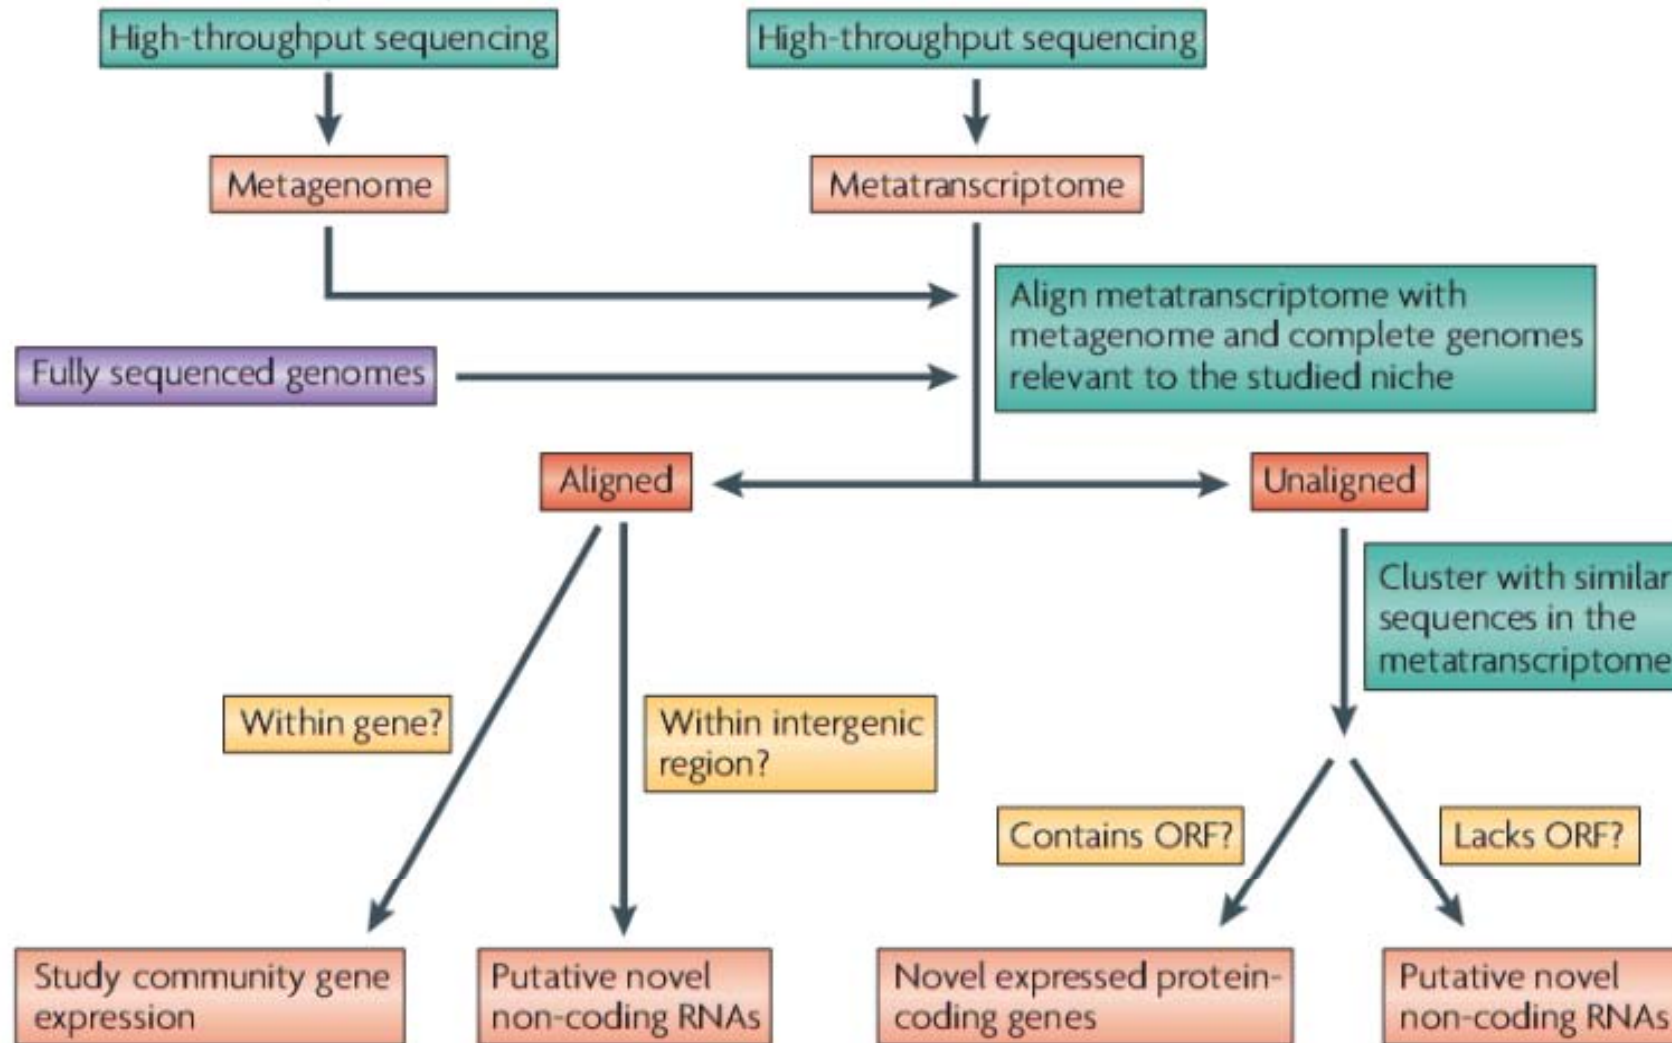 High-throughput sequencing
High-throughput sequencing
Metagenome
Metatranscriptome
Align metatranscriptome with
metagenome and complete genomes
relevant to the studied niche
Fully sequenced genomes
Aligned
Unaligned
Cluster with similar
sequences in the
metatranscriptome
Within gene?
Within intergenic
region?
Contains ORF?
Lacks ORF?
Study community gene
expression
Putative novel
non-coding RNAs
Novel expressed protein-
coding genes
Putative novel
non-coding RNAs